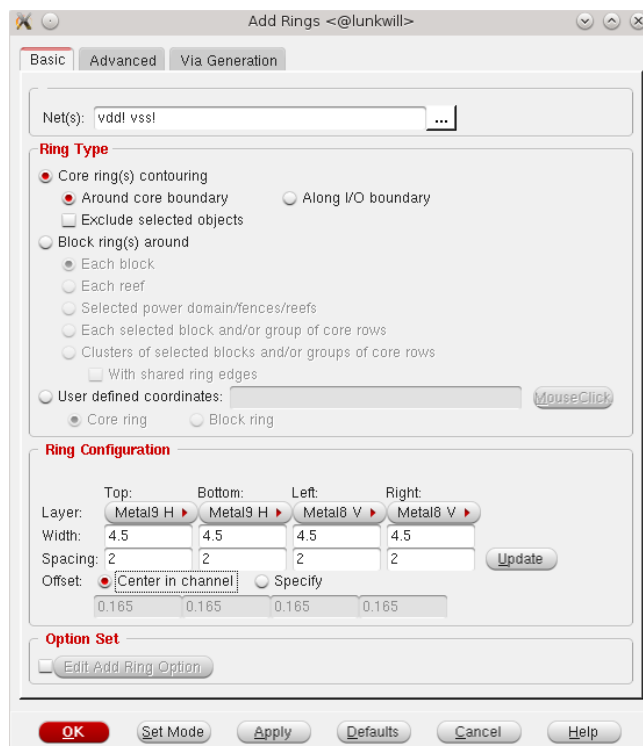 Add Rings <@lunkwill>
Basic Advanced Via Generation
Net(s): vdd! vss! ...
Ring Type
Core ring(s) contouring
Around core boundary Along I/O boundary
Exclude selected objects
Block ring(s) around
Each block
Each reef
Selected power domain/fences/reefs
Each selected block and/or group of core rows
Clusters of selected blocks and/or groups of core rows
With shared ring edges
User defined coordinates: MouseClick
Core ring Block ring
Ring Configuration
Top: Bottom: Left: Right:
Layer: Metal9 H Metal9 H Metal8 V Metal8 V
Width: 4.5 4.5 4.5 4.5
Spacing: 2 2 2 2 Update
Offset: Center in channel Specify
0.165 0.165 0.165 0.165
Option Set
Edit Add Ring Option
OK Set Mode Apply Defaults Cancel Help